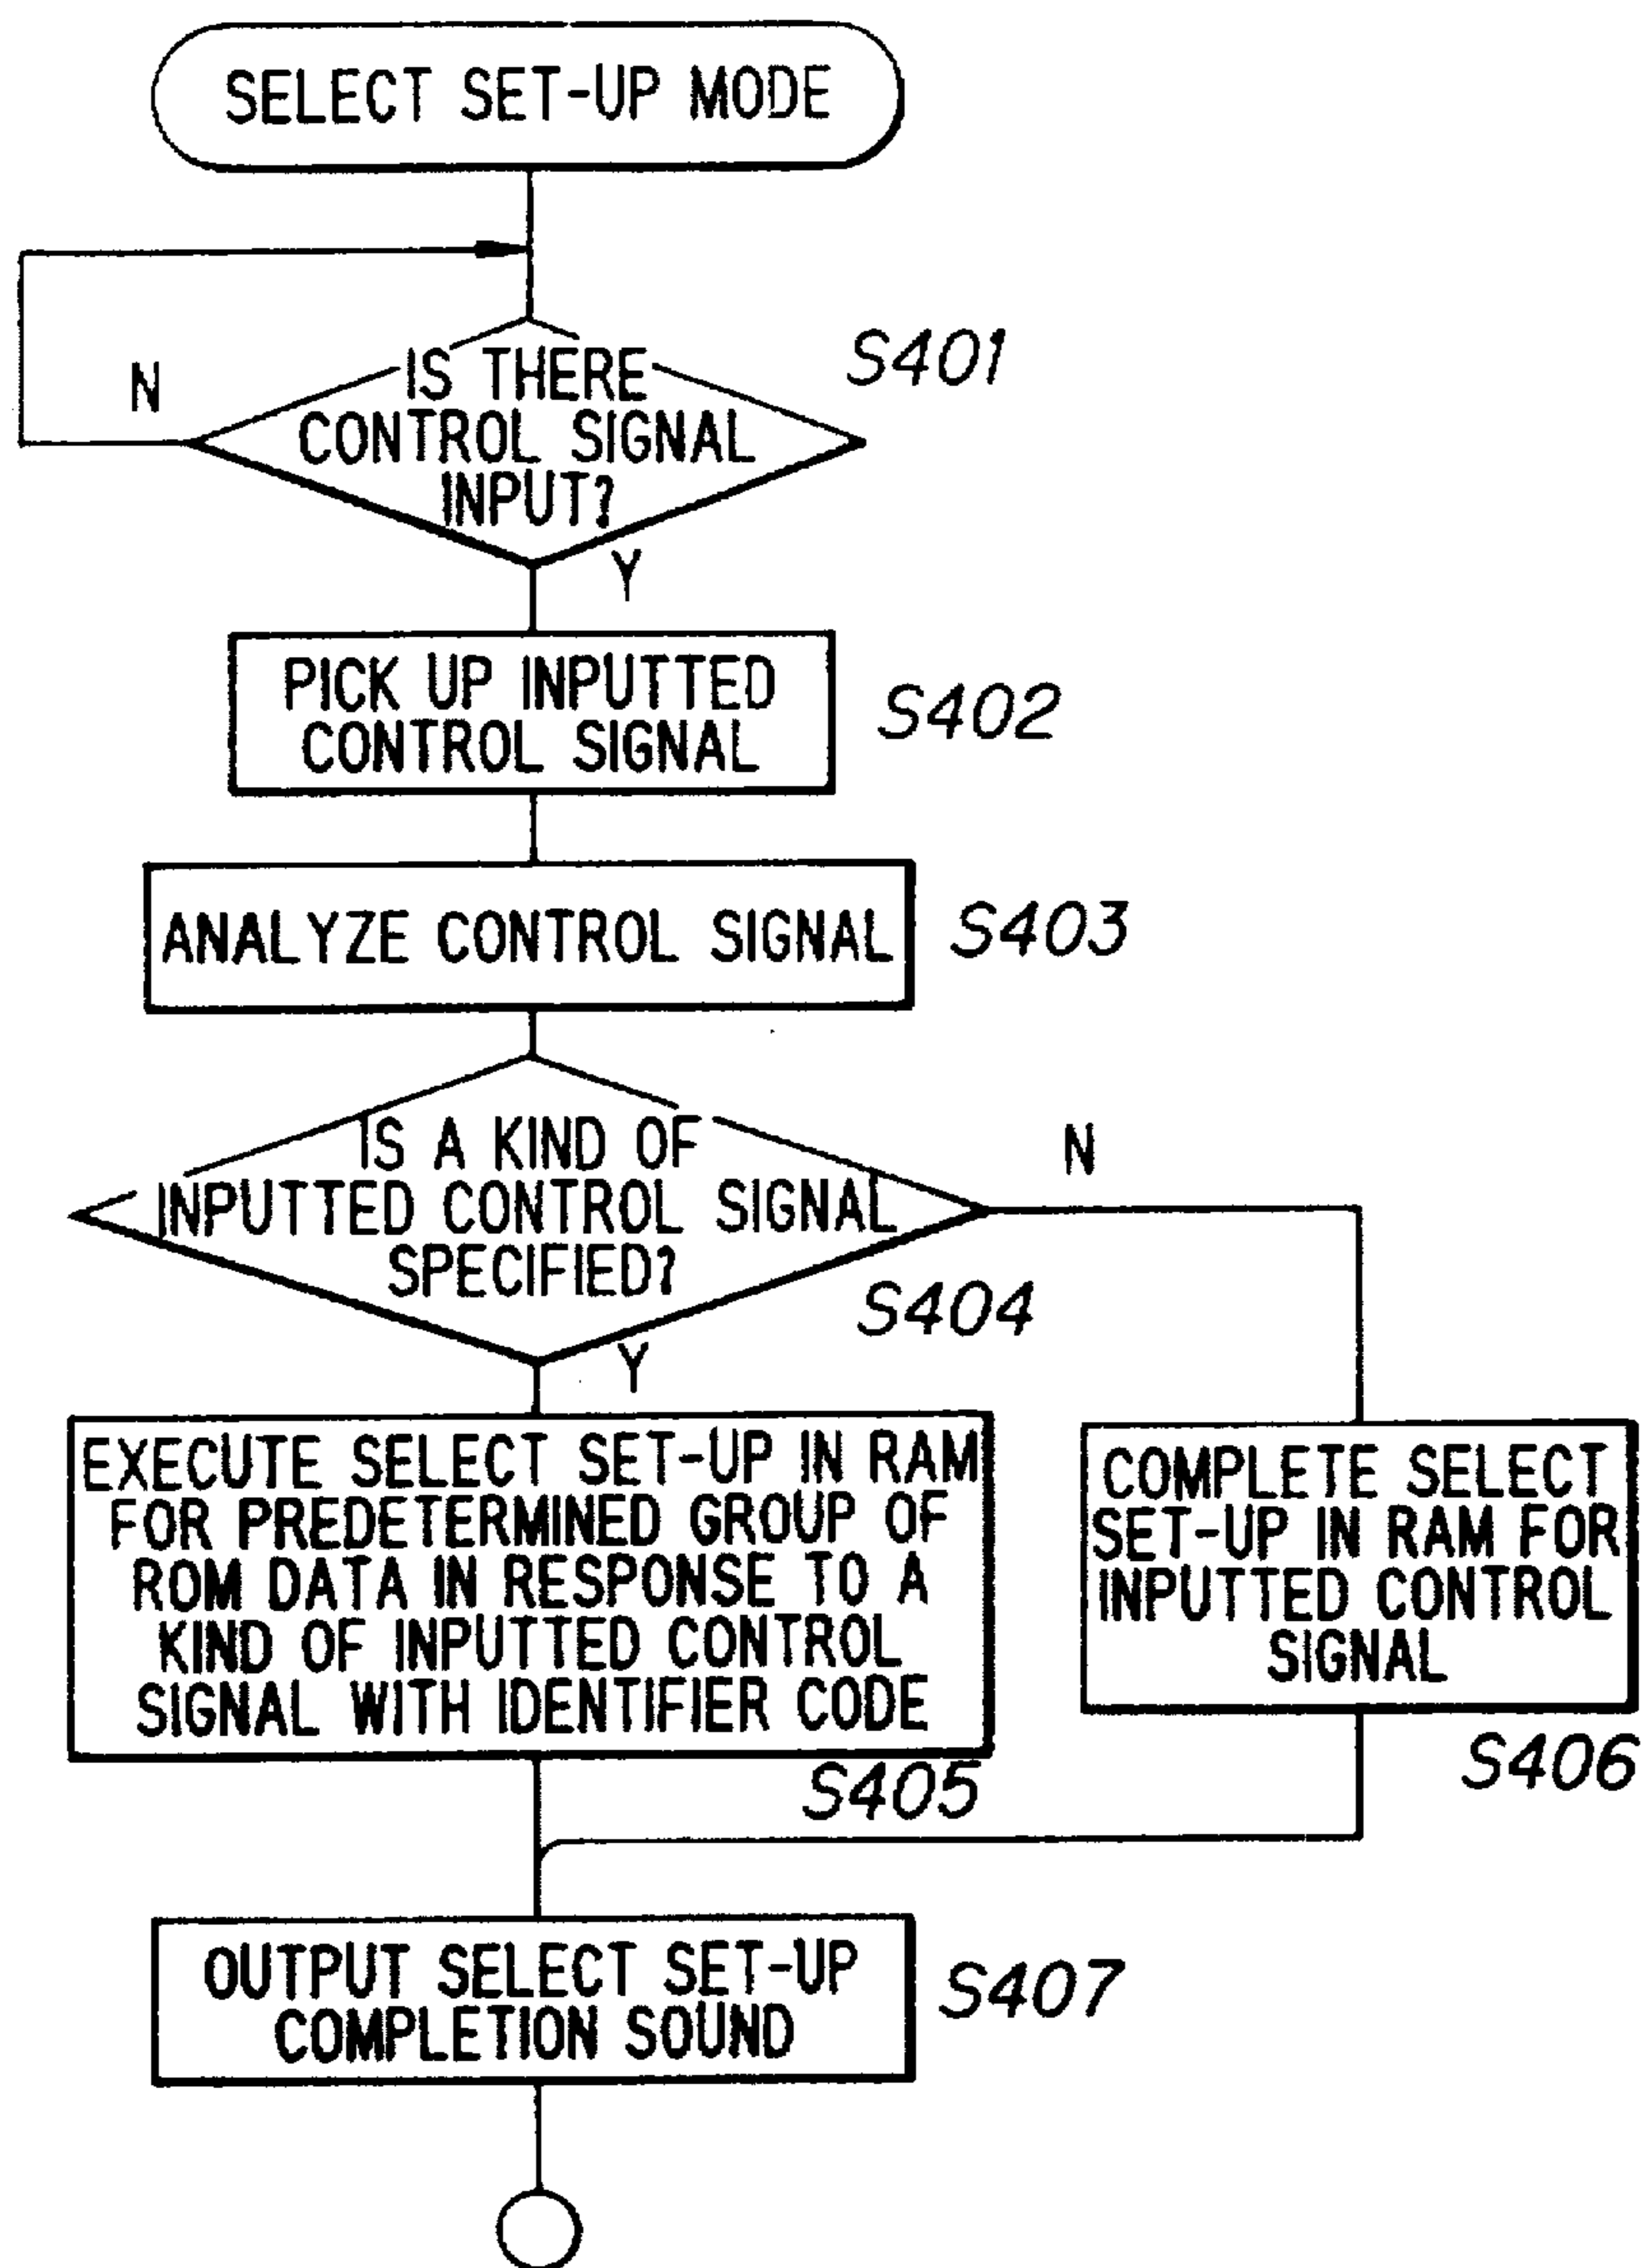 SELECT SET-UP MODE
S401
N
IS THERE
CONTROL SIGNAL
INPUT?
Y
PICK UP INPUTTED
CONTROL SIGNAL
S402
ANALYZE CONTROL SIGNAL
S403
IS A KIND OF
INPUTTED CONTROL SIGNAL
SPECIFIED?
N
S404
Y
EXECUTE SELECT SET-UP IN RAM
FOR PREDETERMINED GROUP OF
ROM DATA IN RESPONSE TO A
KIND OF INPUTTED CONTROL
SIGNAL WITH IDENTIFIER CODE
S405
COMPLETE SELECT
SET-UP IN RAM FOR
INPUTTED CONTROL
SIGNAL
S406
OUTPUT SELECT SET-UP
COMPLETION SOUND
S407